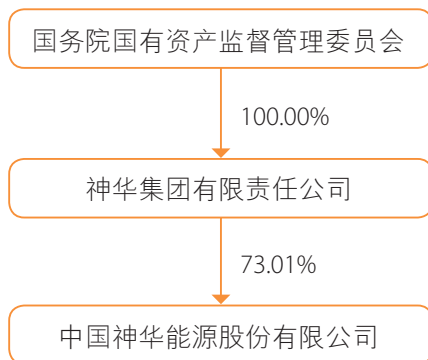 国务院国有资产监督管理委员会
100.00%
神华集团有限责任公司
73.01%
中国神华能源股份有限公司